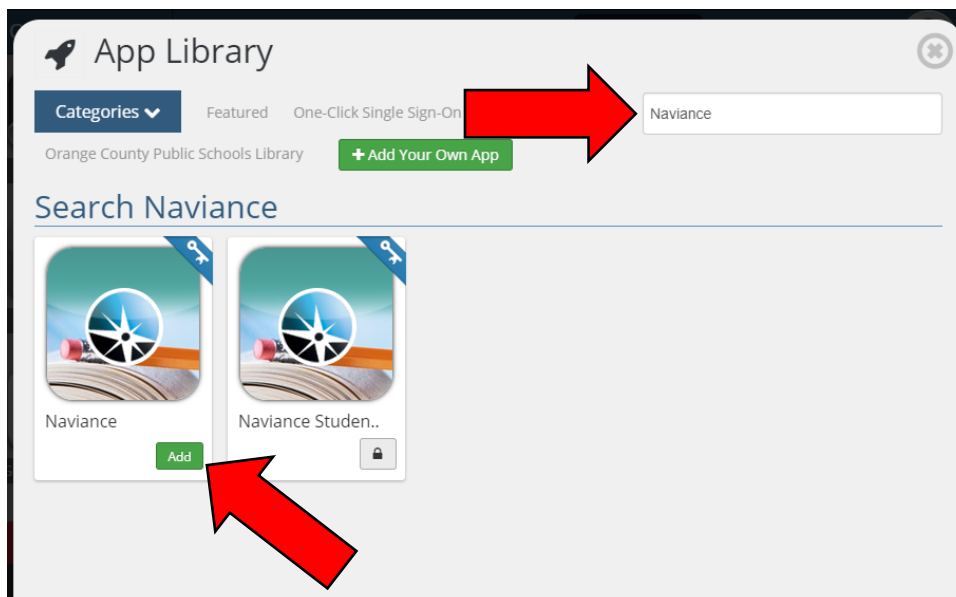 App Library
Categories Featured One-Click Single Sign-On Naviance
Orange County Public Schools Library + Add Your Own App
Search Naviance
Naviance Naviance Studen..
Add